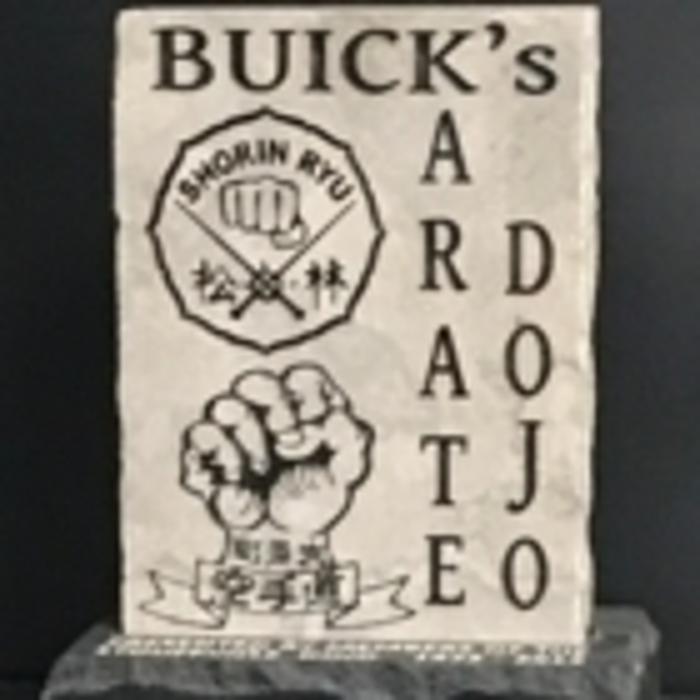 BUICK's
SHORIN RYU
松 林
ARATE
DOJO
空手道